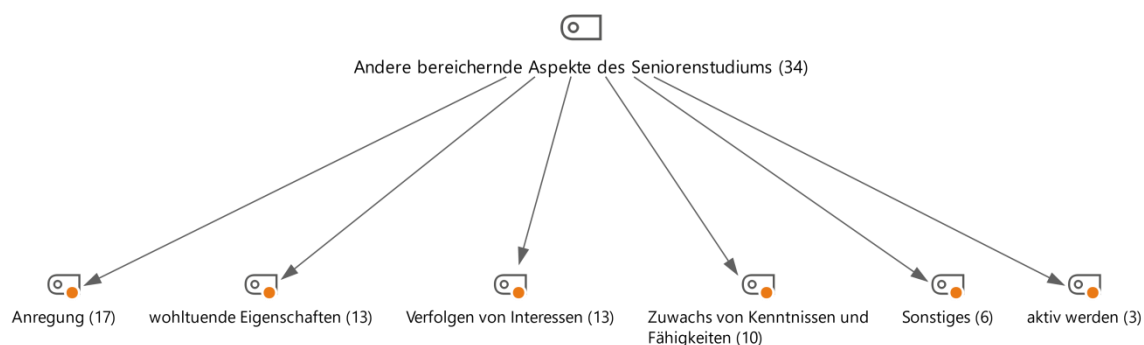 Andere bereichernde Aspekte des Seniorenstudiums (34)
Anregung (17)
wohltuende Eigenschaften (13)
Verfolgen von Interessen (13)
Zuwachs von Kenntnissen und
Fähigkeiten (10)
Sonstiges (6)
aktiv werden (3)